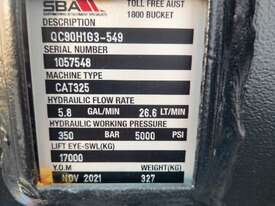 SBA
TOLL FREE AUST
DESCRIPTION 1800 BUCKET
QC90H1G3-549
SERIAL NUMBER
1057548
MACHINE TYPE
CAT325
HYDRAULIC FLOW RATE
5.8 GAL/MIN 26.6 LT/MIN
HYDRAULIC WORKING PRESSURE
350 BAR 5000 PSI
LIFT EYE-SWL(KG)
17000
Y.O.M WEIGHT(KG)
NOV 2021 327